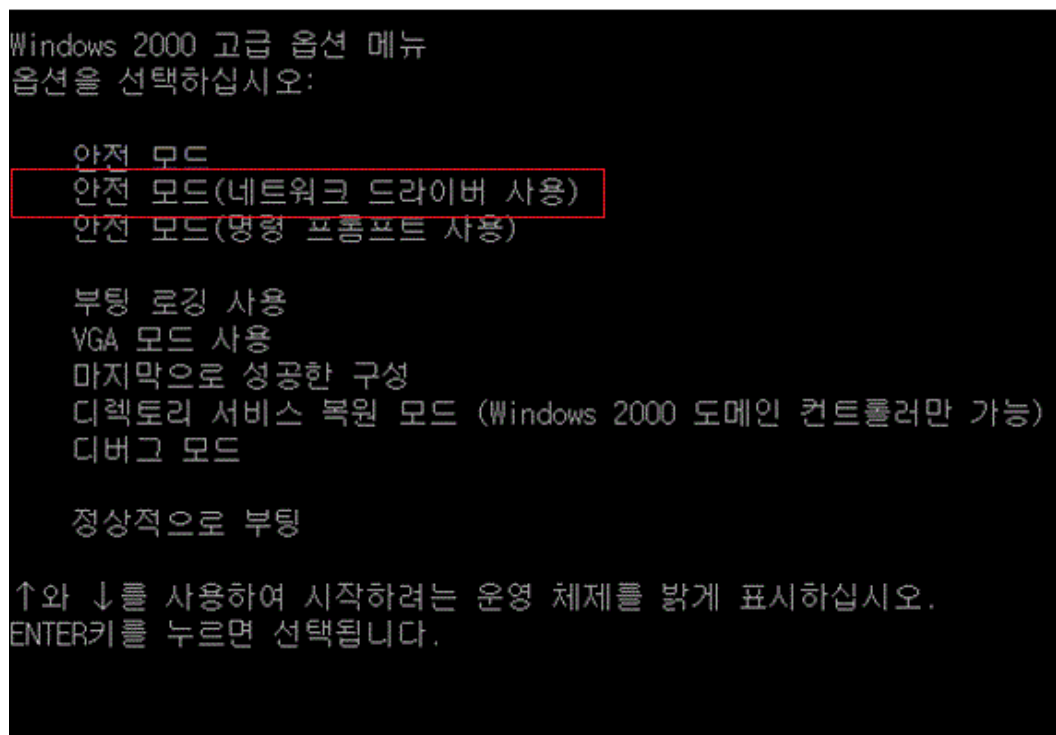 Windows 2000 고급 옵션 메뉴
옵션을 선택하십시오:
안전 모드
안전 모드(네트워크 드라이버 사용)
안전 모드(명령 프롬프트 사용)
부팅 로깅 사용
VGA 모드 사용
마지막으로 성공한 구성
디렉토리 서비스 복원 모드 (Windows 2000 도메인 컨트롤러만 가능)
디버그 모드
정상적으로 부팅
↑와 ↓를 사용하여 시작하려는 운영 체제를 밝게 표시하십시오.
ENTER키를 누르면 선택됩니다.